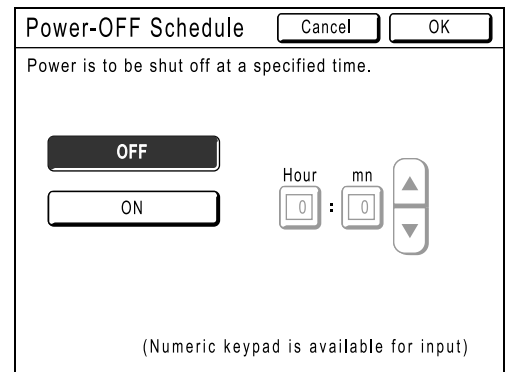 Power-OFF Schedule Cancel OK
Power is to be shut off at a specified time.
OFF
ON
Hour mn
0 : 0
(Numeric keypad is available for input)